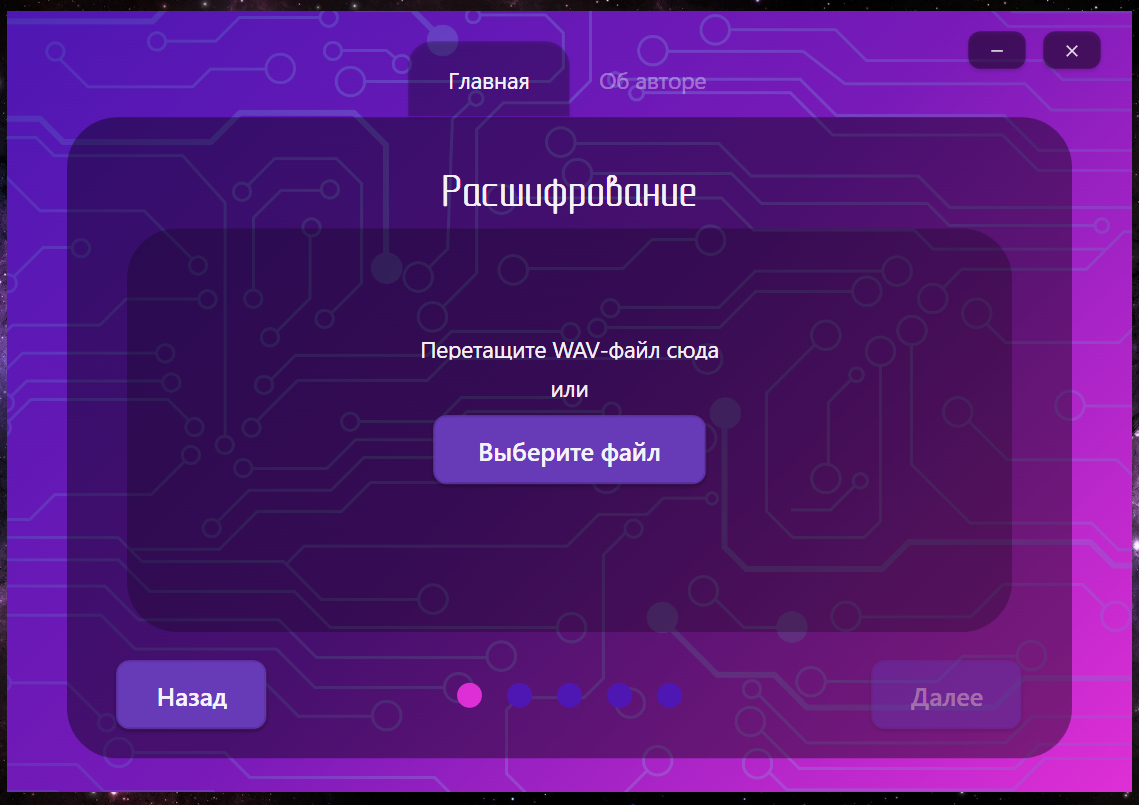 Главная
Об авторе
Расшифрование
Перетащите WAV-файл сюда
или
Выберите файл
Назад
Далее